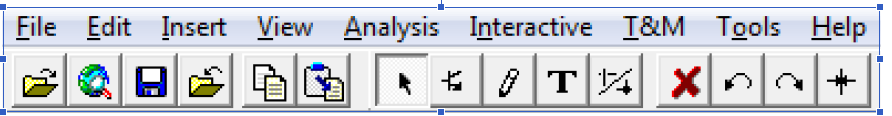 File Edit Insert View Analysis Interactive T&M Tools Help
T